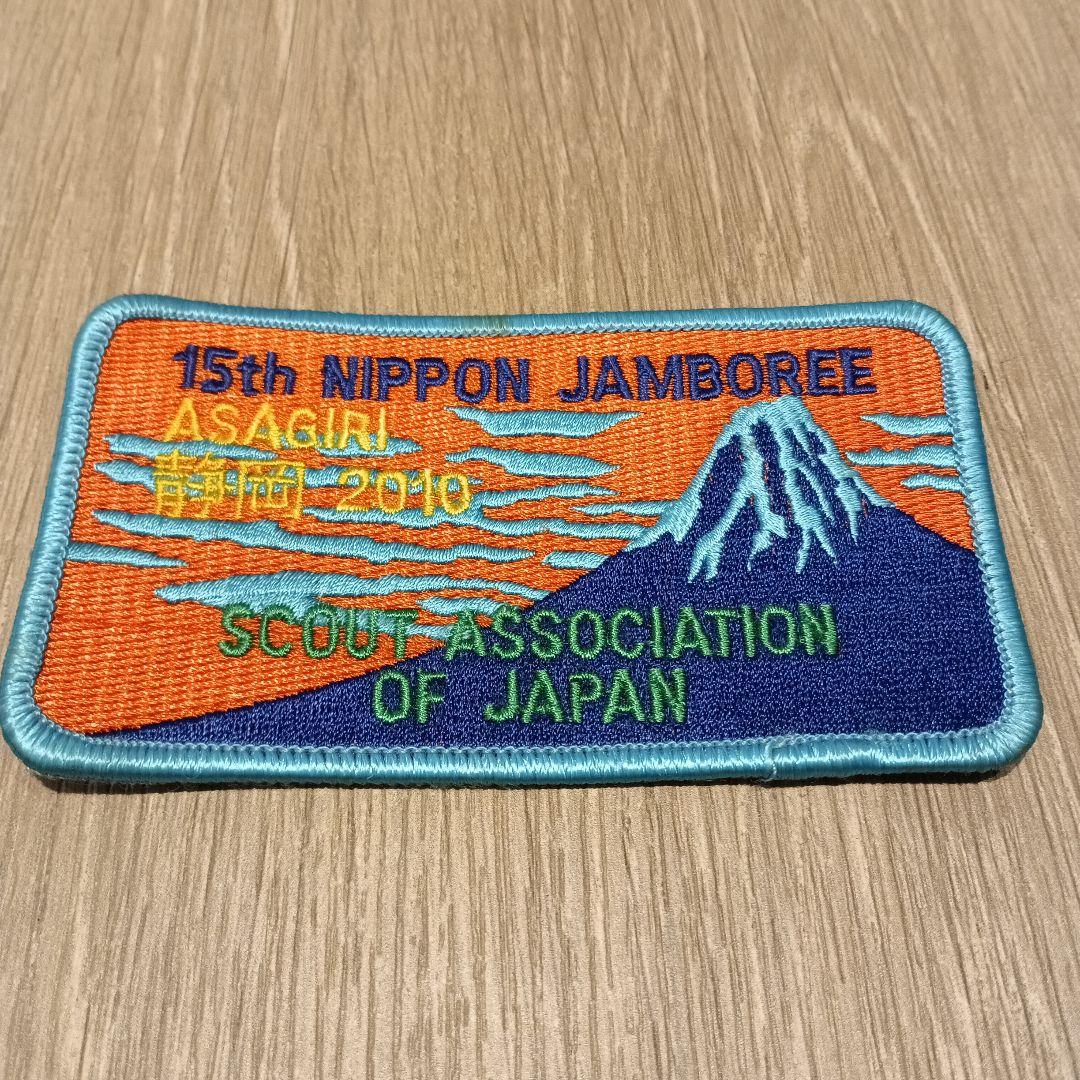 15th NIPPON JAMBOREE
ASAGIRI
静岡 2010
SCOUT ASSOCIATION
OF JAPAN